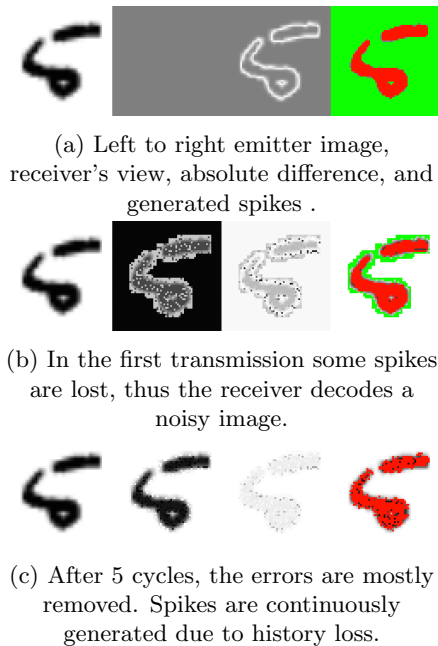 (a) Left to right emitter image,
receiver's view, absolute difference, and
generated spikes .
(b) In the first transmission some spikes
are lost, thus the receiver decodes a
noisy image.
(c) After 5 cycles, the errors are mostly
removed. Spikes are continuously
generated due to history loss.